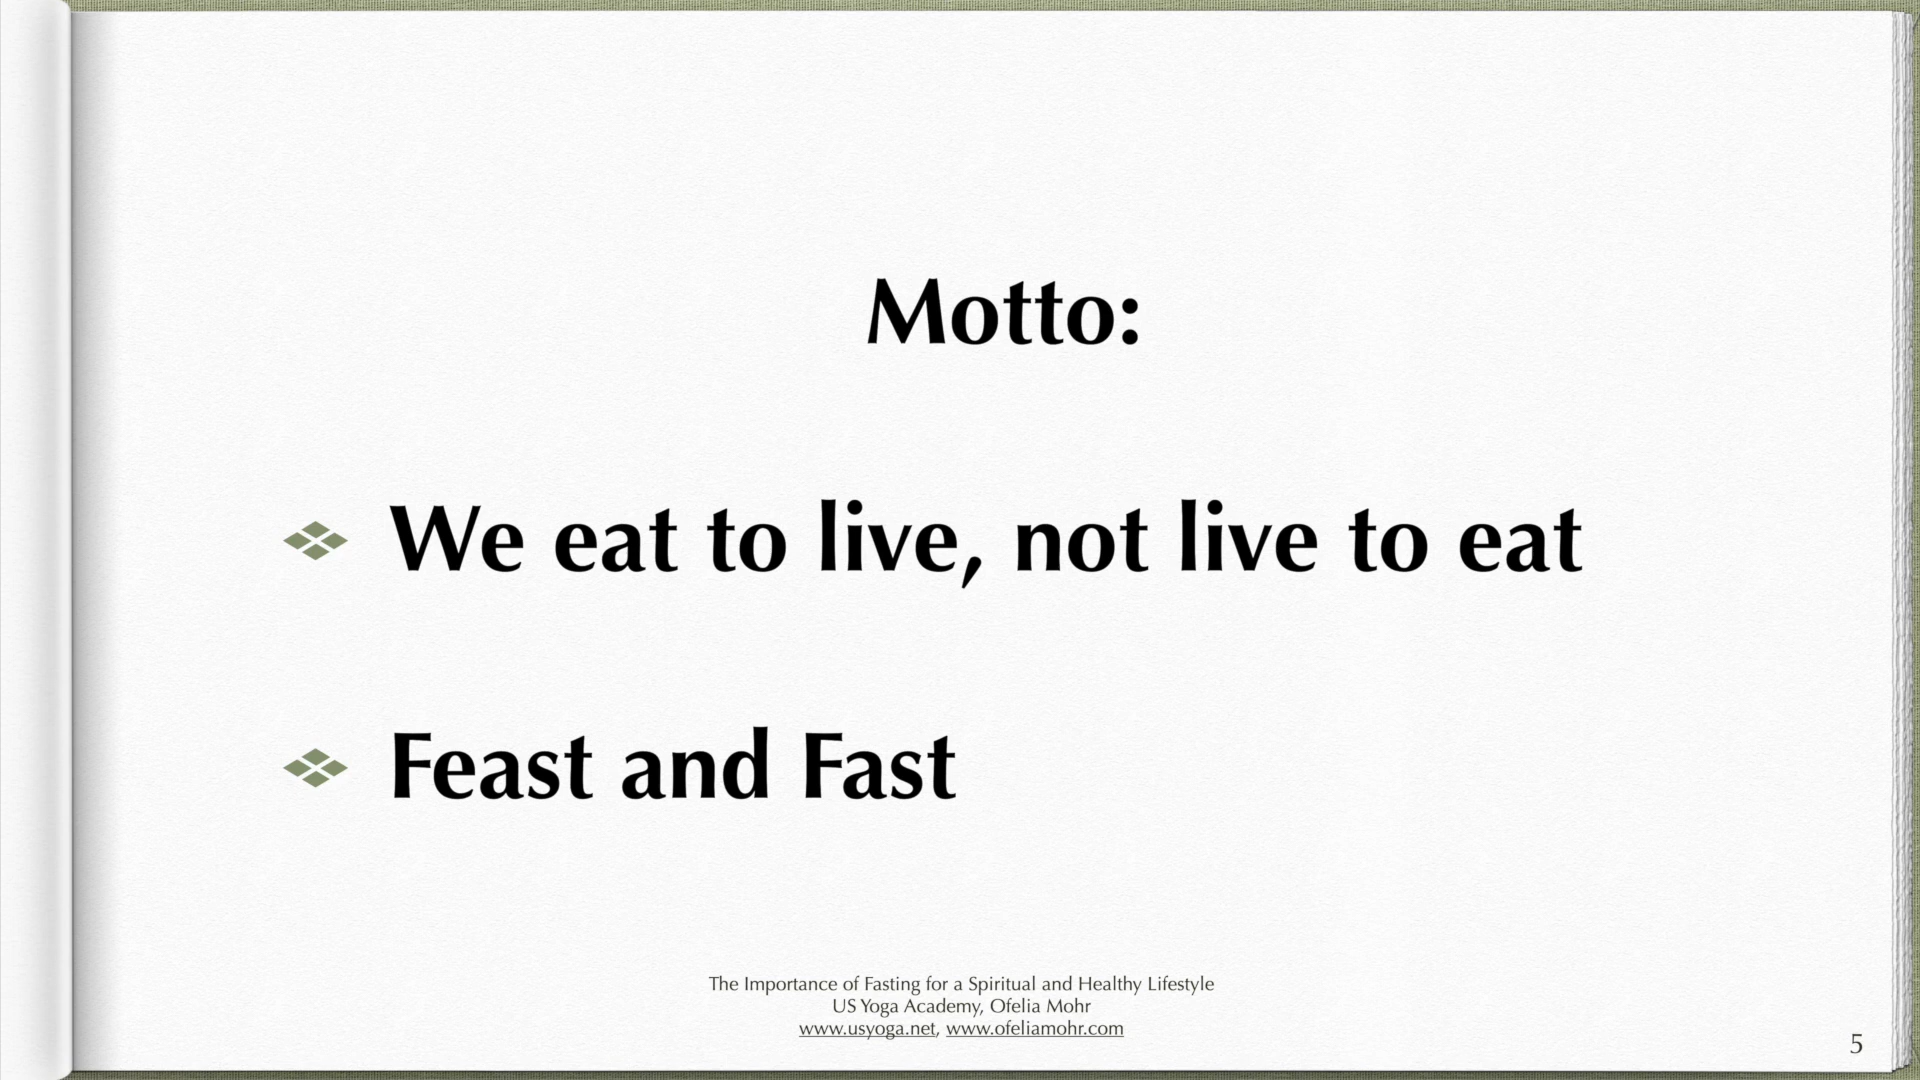 Motto:
We eat to live, not live to eat
Feast and Fast
The Importance of Fasting for a Spiritual and Healthy Lifestyle
US Yoga Academy, Ofelia Mohr
www.usyoga.net, www.ofeliamohr.com
5